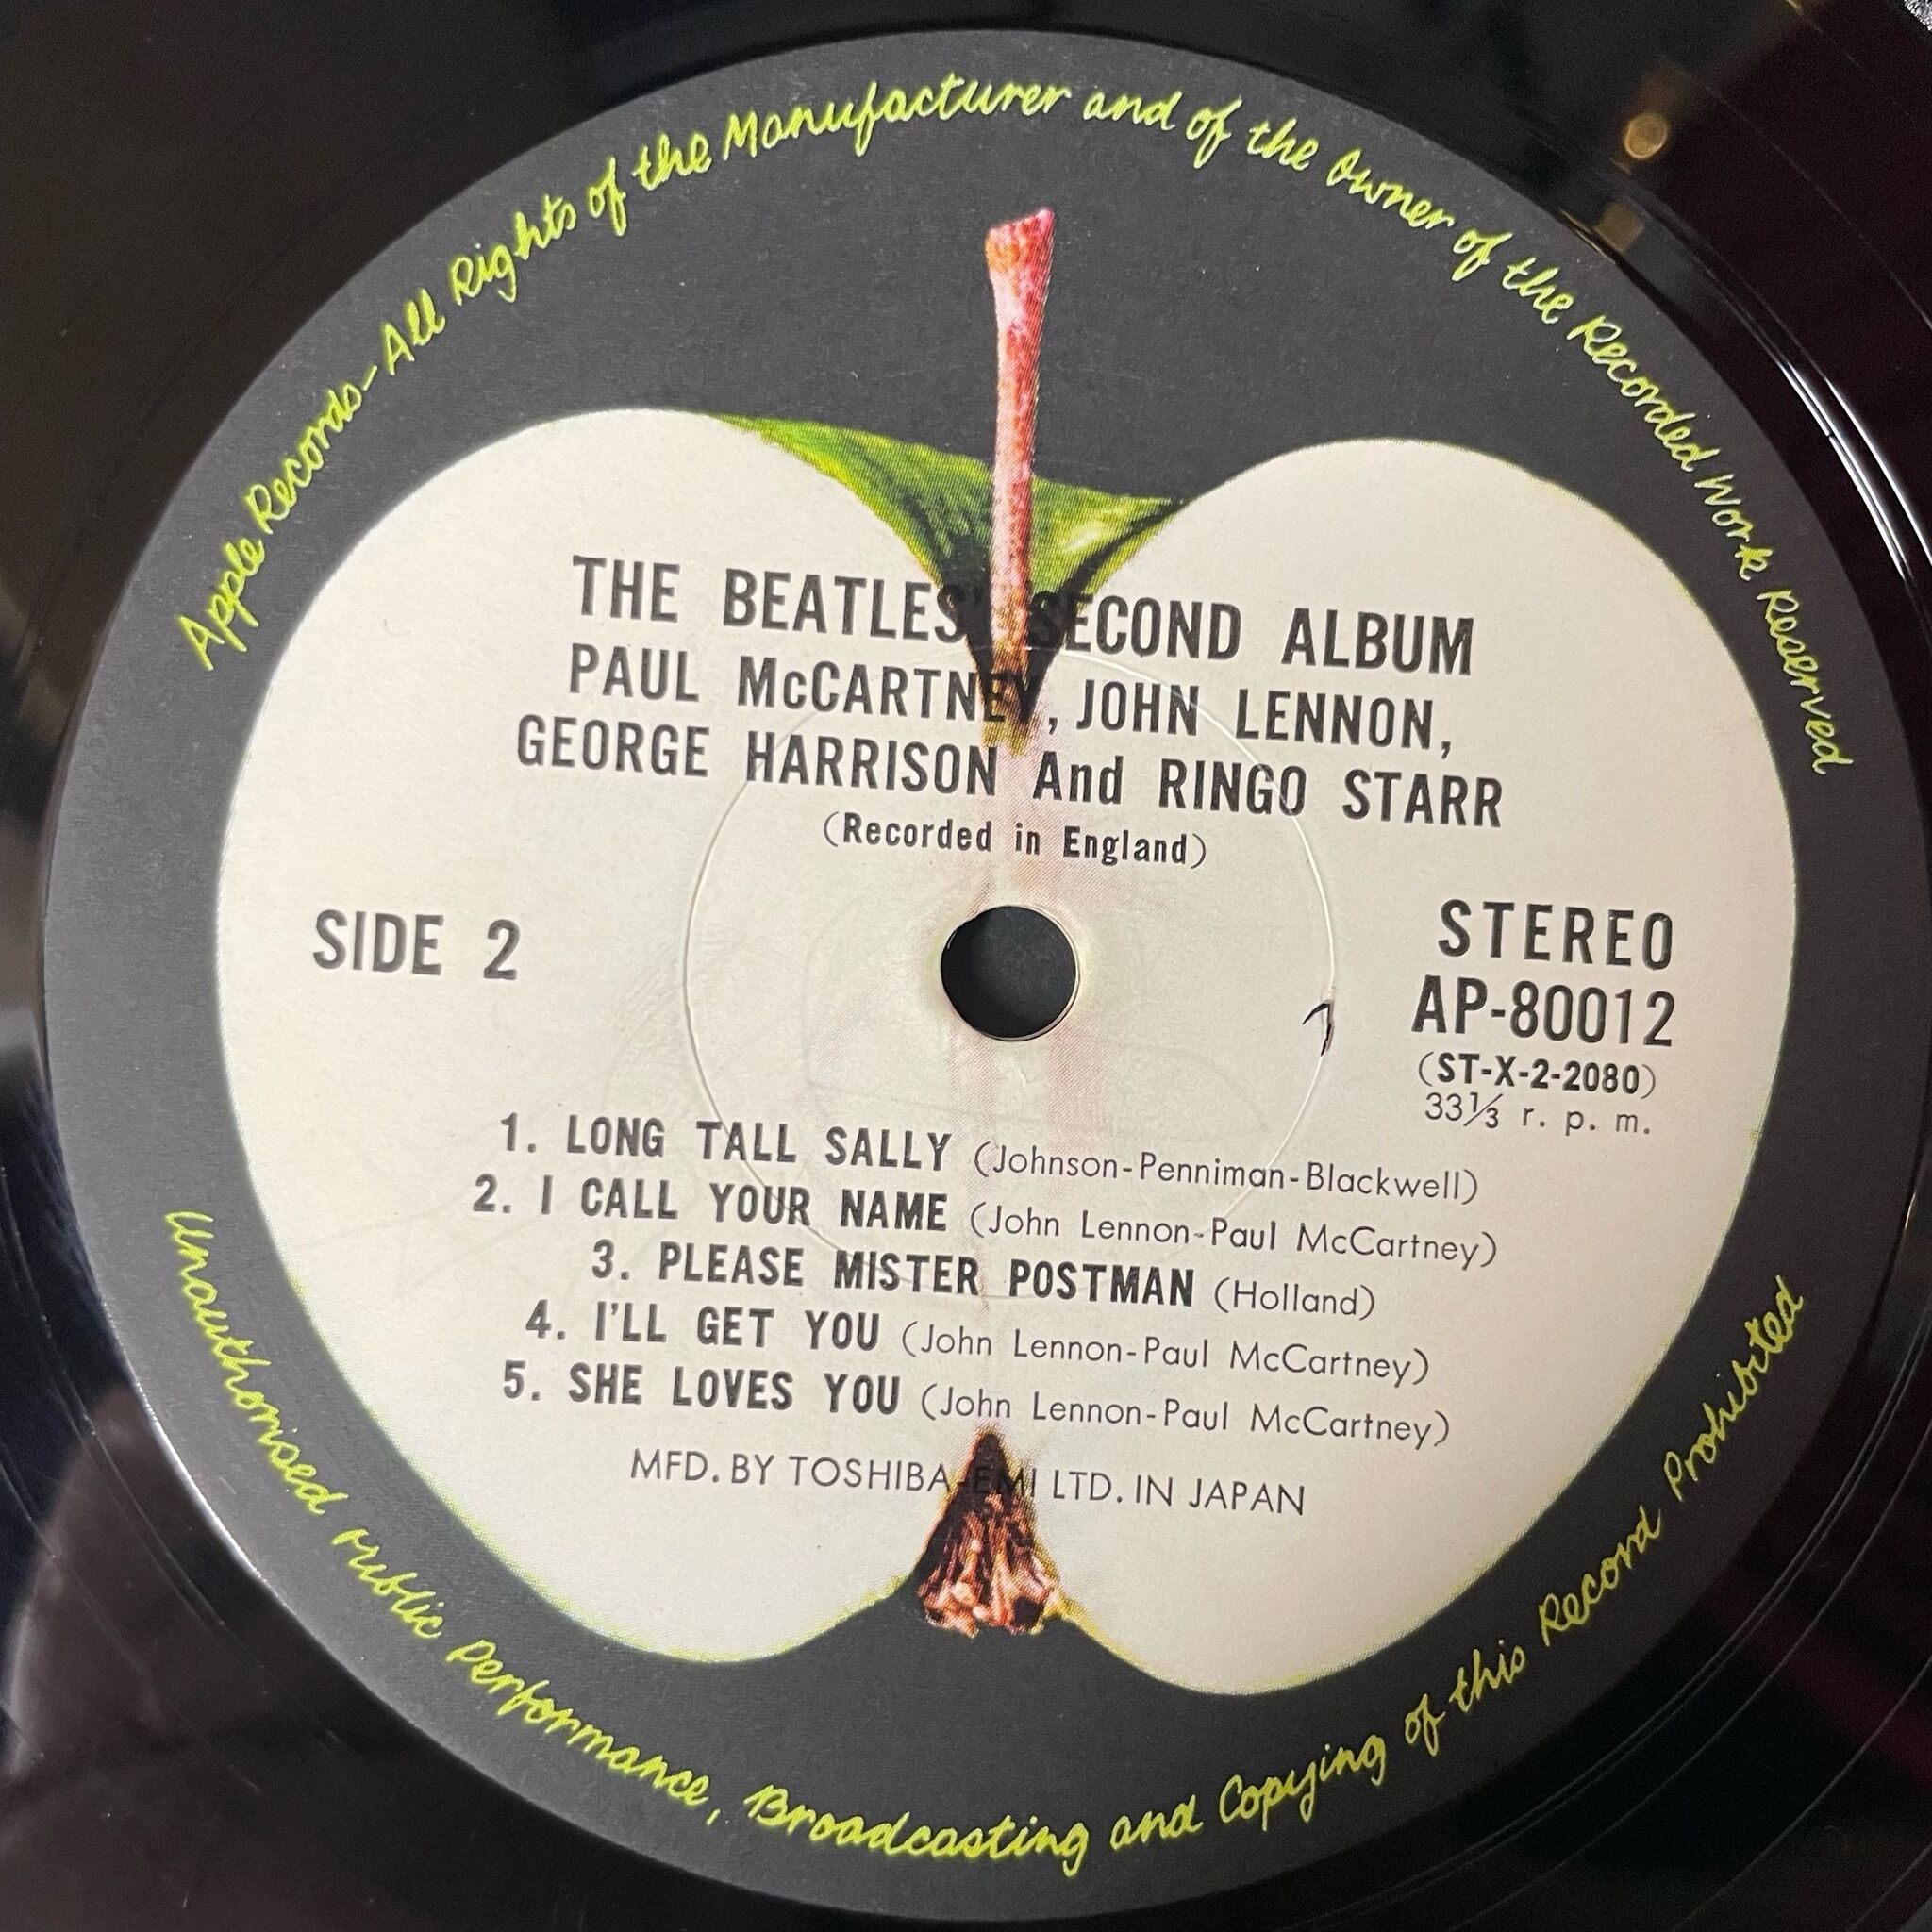 Apple Records-All Rights of the Manufacturer and of the Owner of the Recorded Work Reserved
THE BEATLES' SECOND ALBUM
PAUL McCARTNEY, JOHN LENNON,
GEORGE HARRISON And RINGO STARR
(Recorded in England)
SIDE 2
STEREO
AP-80012
(ST-X-2-2080)
33⅓ r. p. m.
1. LONG TALL SALLY (Johnson-Penniman-Blackwell)
2. I CALL YOUR NAME (John Lennon-Paul McCartney)
3. PLEASE MISTER POSTMAN (Holland)
4. I'LL GET YOU (John Lennon-Paul McCartney)
5. SHE LOVES YOU (John Lennon-Paul McCartney)
MFD. BY TOSHIBA-EMI LTD. IN JAPAN
Unauthorised Public Performance, Broadcasting and Copying of this Record Prohibited